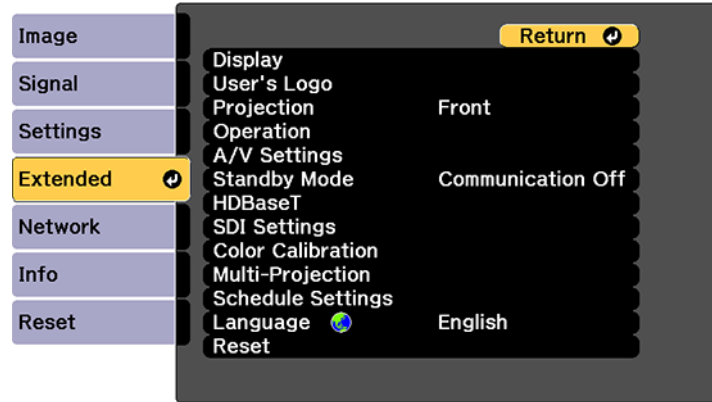 Image
Signal
Settings
Extended
Network
Info
Reset
Return
Display
User's Logo
Projection Front
Operation
A/V Settings
Standby Mode Communication Off
HDBaseT
SDI Settings
Color Calibration
Multi-Projection
Schedule Settings
Language English
Reset